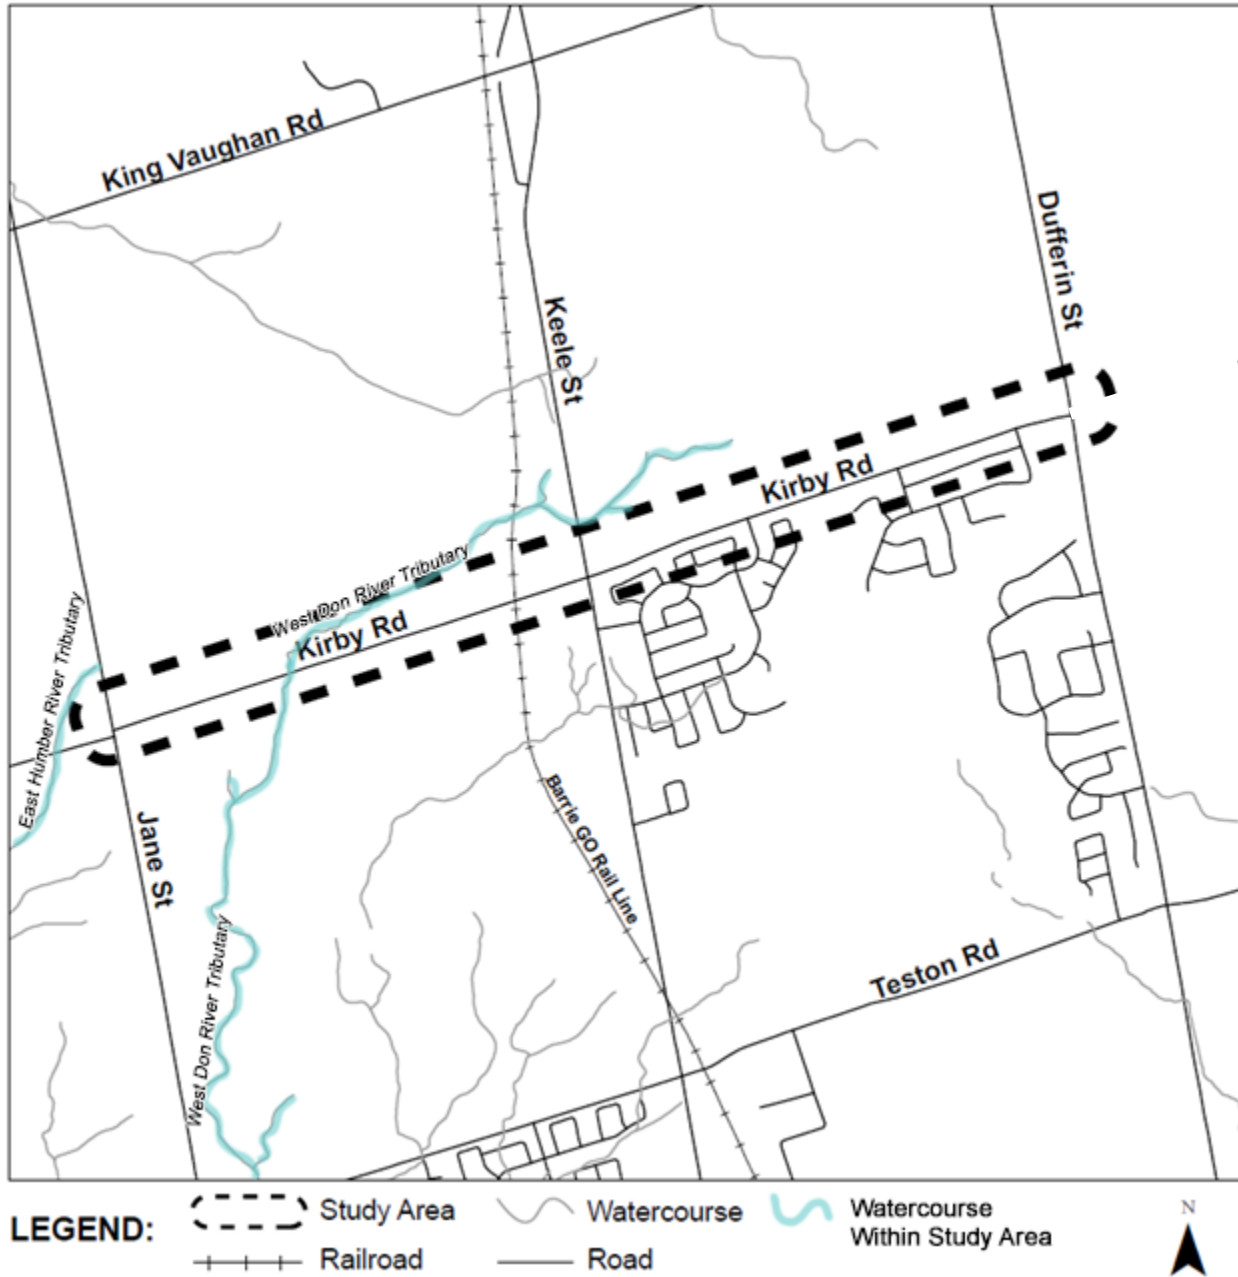 King Vaughan Rd
Dufferin St
Keele St
Kirby Rd
West Don River Tributary
Kirby Rd
East Humber River Tributary
Barrie GO Rail Line
Jane St
West Don River Tributary
Teston Rd
LEGEND:
Study Area
Watercourse
Watercourse
Within Study Area
Railroad
Road
N